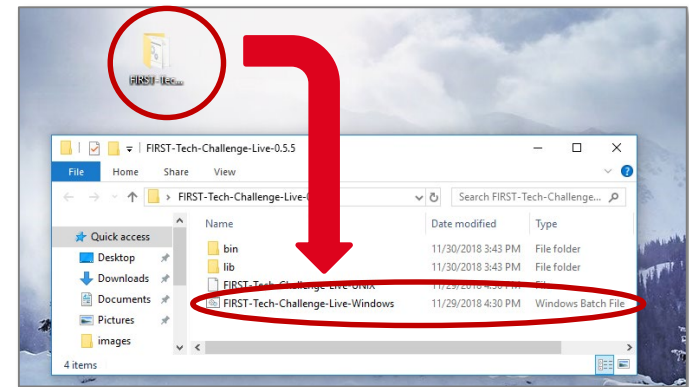 FIRST-Tec...
FIRST-Tech-Challenge-Live-0.5.5
File Home Share View
FIRST-Tech-Challenge-Live- Search FIRST-Tech-Challenge...
Name Date modified Type
Quick access
Desktop
Downloads
Documents
Pictures
images
bin 11/30/2018 3:43 PM File folder
lib 11/30/2018 3:43 PM File folder
FIRST-Tech-Challenge-Live-UNIX 11/29/2018 4:30 PM File
FIRST-Tech-Challenge-Live-Windows 11/29/2018 4:30 PM Windows Batch File
4 items